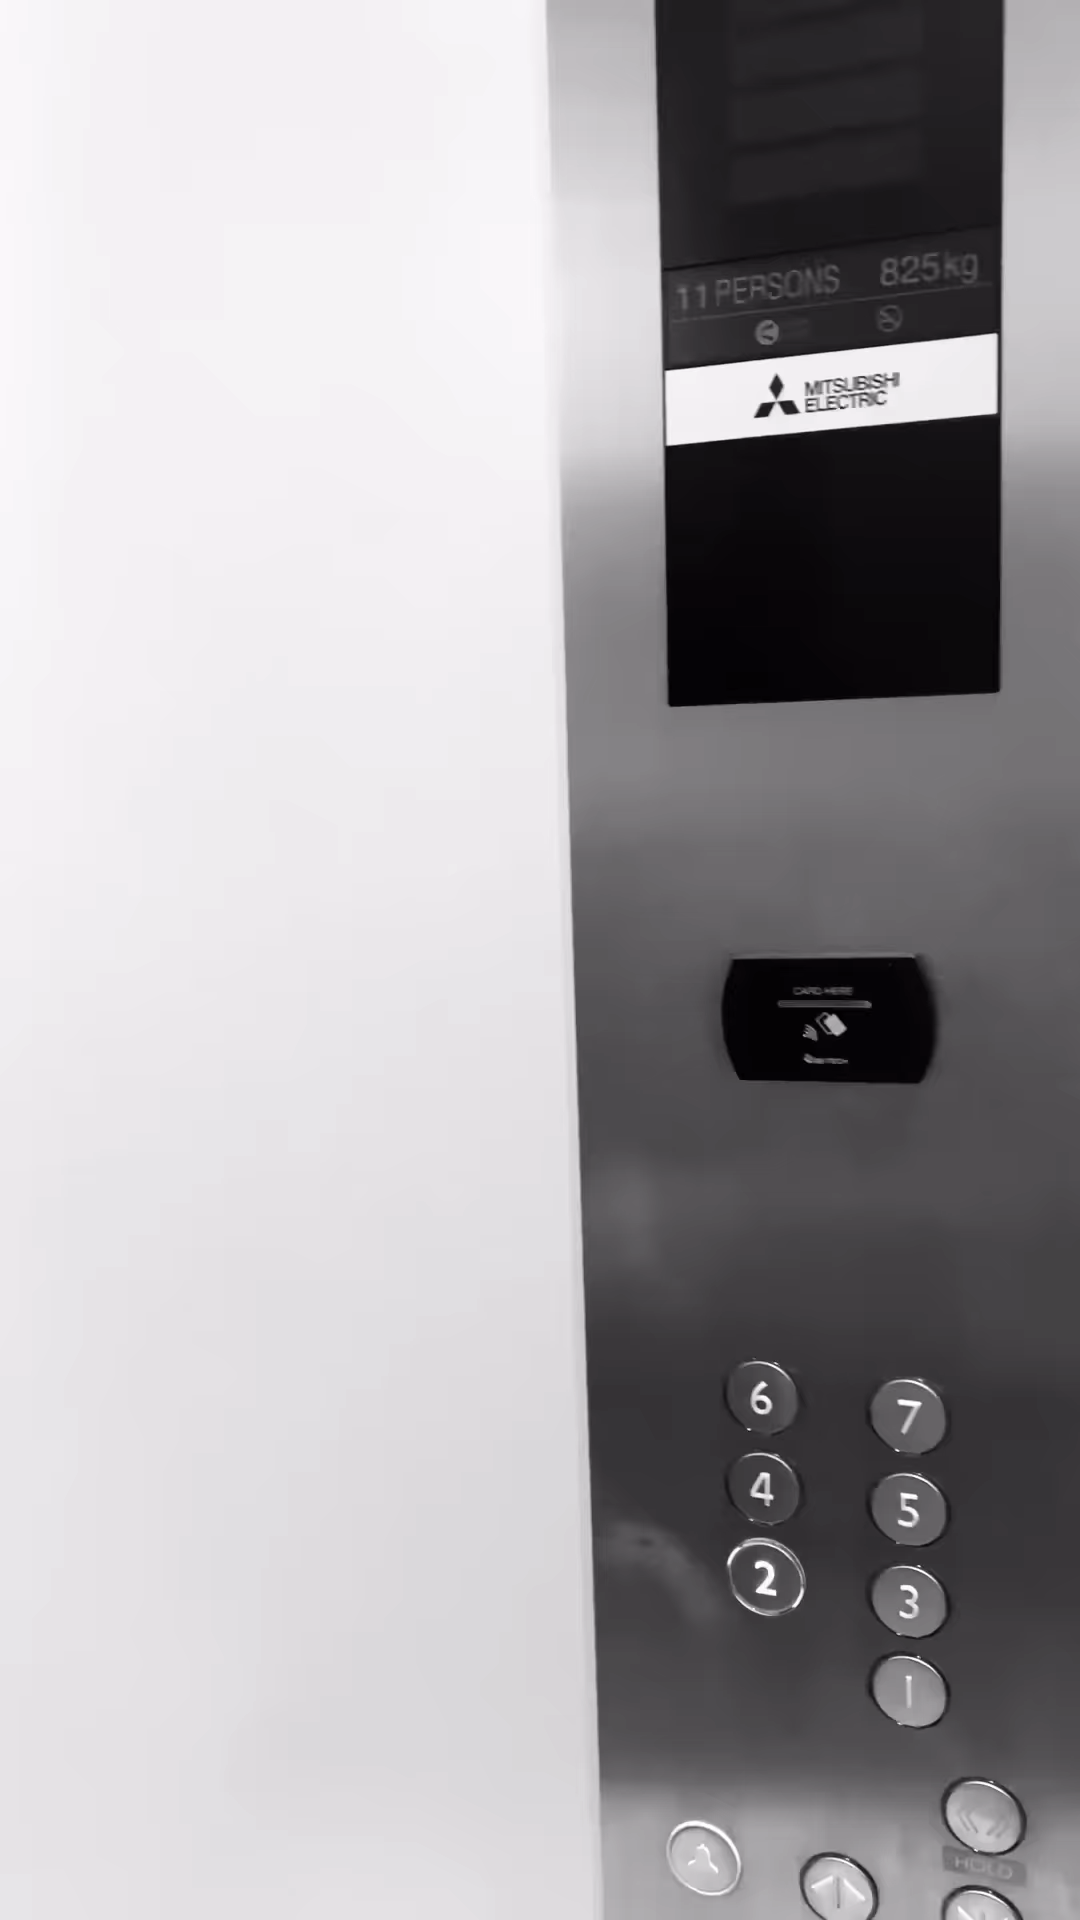 11 PERSONS 825kg
MITSUBISHI
ELECTRIC
CARD HERE
6 7
4 5
2 3
1
HOLD